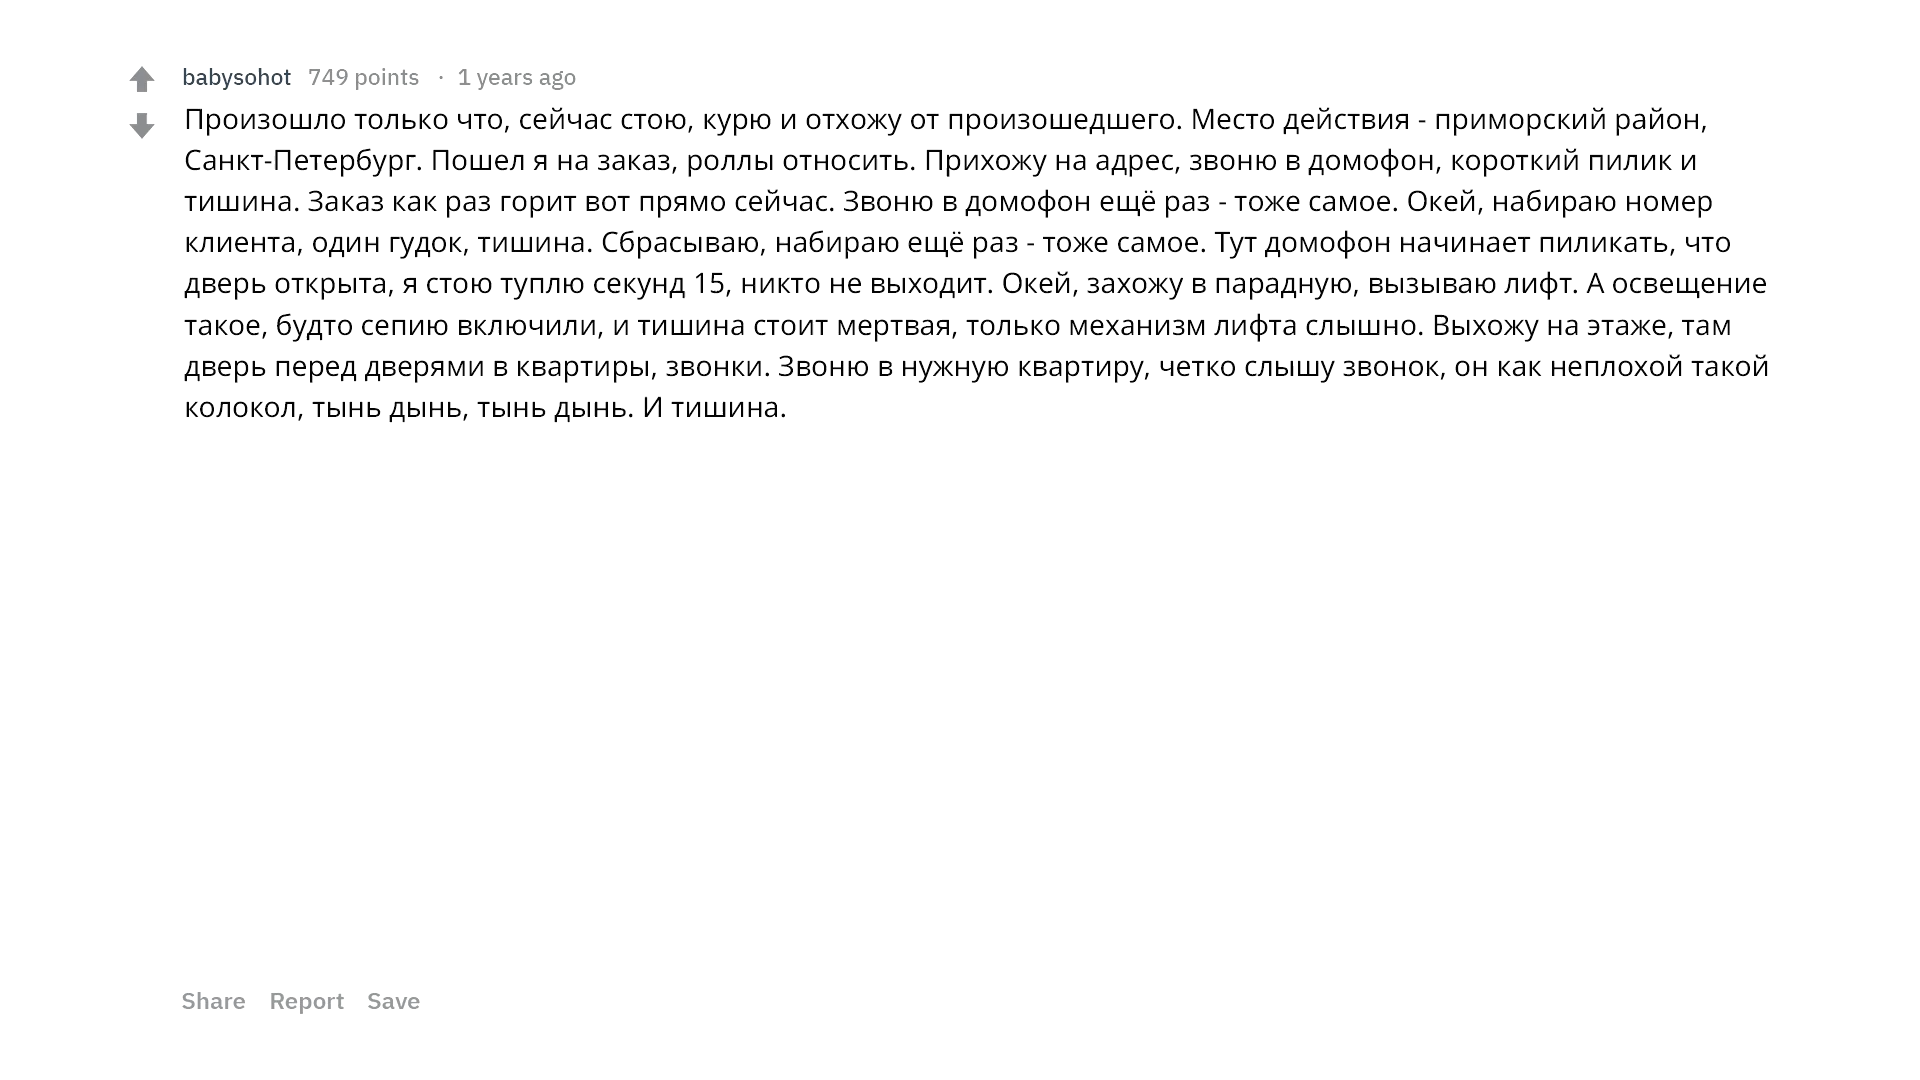 babysohot 749 points · 1 years ago
Произошло только что, сейчас стою, курю и отхожу от произошедшего. Место действия - приморский район,
Санкт-Петербург. Пошел я на заказ, роллы относить. Прихожу на адрес, звоню в домофон, короткий пилик и
тишина. Заказ как раз горит вот прямо сейчас. Звоню в домофон ещё раз - тоже самое. Окей, набираю номер
клиента, один гудок, тишина. Сбрасываю, набираю ещё раз - тоже самое. Тут домофон начинает пиликать, что
дверь открыта, я стою туплю секунд 15, никто не выходит. Окей, захожу в парадную, вызываю лифт. А освещение
такое, будто сепию включили, и тишина стоит мертвая, только механизм лифта слышно. Выхожу на этаже, там
дверь перед дверями в квартиры, звонки. Звоню в нужную квартиру, четко слышу звонок, он как неплохой такой
колокол, тынь дынь, тынь дынь. И тишина.
Share Report Save